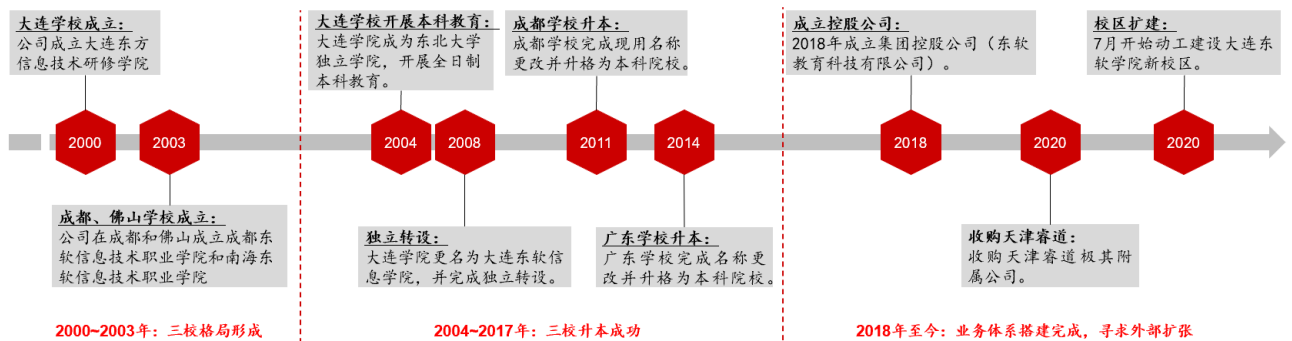 大连学校成立：
公司成立大连东方
信息技术研修学院
大连学校开展本科教育：
大连学院成为东北大学
独立学院，开展全日制
本科教育。
成都学校升本：
成都学校完成现用名称
更改并升格为本科院校。
成立控股公司：
2018年成立集团控股公司（东软
教育科技有限公司）。
校区扩建：
7月开始动工建设大连东
软学院新校区。
2000
2003
2004
2008
2011
2014
2018
2020
2020
成都、佛山学校成立：
公司在成都和佛山成立成都东
软信息技术职业学院和南海东
软信息技术职业学院
独立转设：
大连学院更名为大连东软信
息学院，并完成独立转设。
广东学校升本：
广东学校完成名称更
改并升格为本科院校。
收购天津睿道：
收购天津睿道极其附
属公司。
2000~2003年：三校格局形成
2004~2017年：三校升本成功
2018年至今：业务体系搭建完成，寻求外部扩张